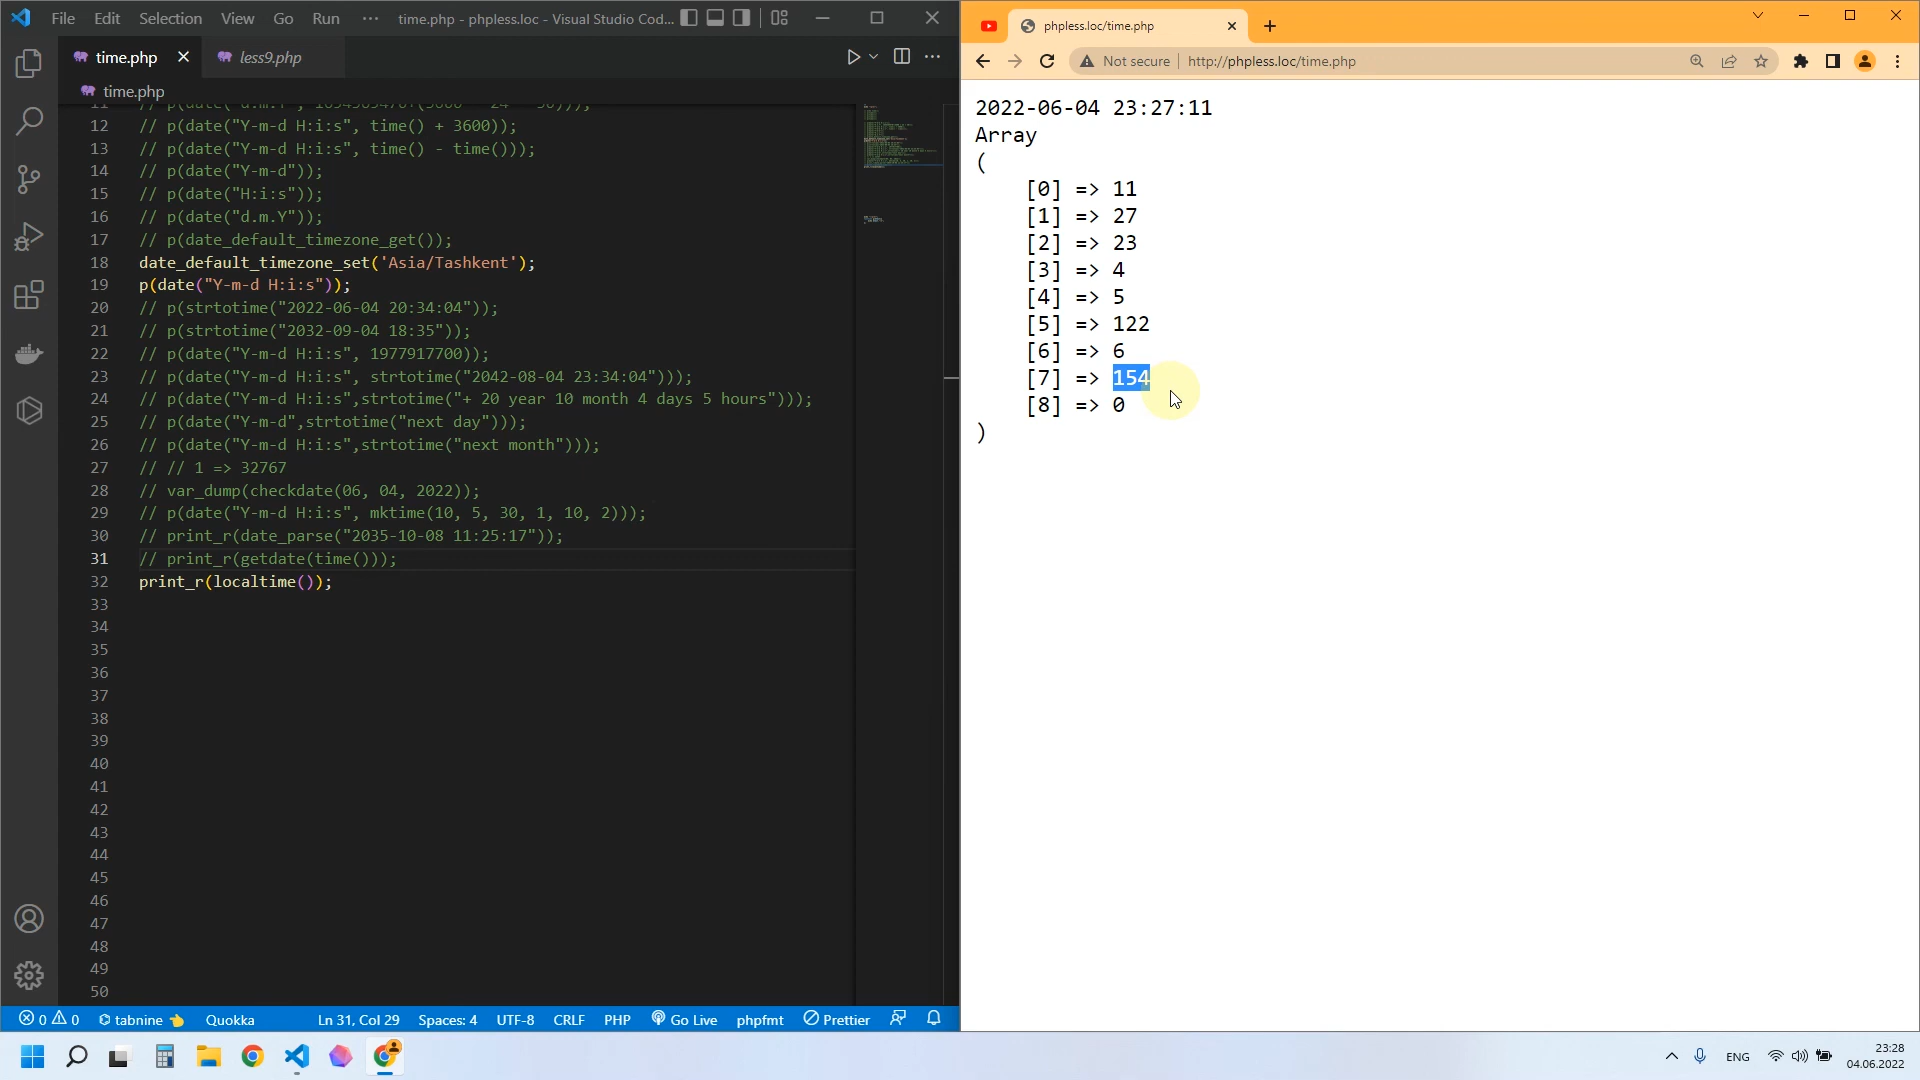 File Edit Selection View Go Run ··· time.php - phpless.loc - Visual Studio Cod...
time.php less9.php
time.php
12 // p(date("Y-m-d H:i:s", time() + 3600));
13 // p(date("Y-m-d H:i:s", time() - time()));
14 // p(date("Y-m-d"));
15 // p(date("H:i:s"));
16 // p(date("d.m.Y"));
17 // p(date_default_timezone_get());
18 date_default_timezone_set('Asia/Tashkent');
19 p(date("Y-m-d H:i:s"));
20 // p(strtotime("2022-06-04 20:34:04"));
21 // p(strtotime("2032-09-04 18:35"));
22 // p(date("Y-m-d H:i:s", 1977917700));
23 // p(date("Y-m-d H:i:s", strtotime("2042-08-04 23:34:04")));
24 // p(date("Y-m-d H:i:s",strtotime("+ 20 year 10 month 4 days 5 hours")));
25 // p(date("Y-m-d",strtotime("next day")));
26 // p(date("Y-m-d H:i:s",strtotime("next month")));
27 // // 1 => 32767
28 // var_dump(checkdate(06, 04, 2022));
29 // p(date("Y-m-d H:i:s", mktime(10, 5, 30, 1, 10, 2)));
30 // print_r(date_parse("2035-10-08 11:25:17"));
31 // print_r(getdate(time()));
32 print_r(localtime());
33
34
35
36
37
38
39
40
41
42
43
44
45
46
47
48
49
50
0 0 tabnine Quokka Ln 31, Col 29 Spaces: 4 UTF-8 CRLF PHP Go Live phpfmt Prettier
phpless.loc/time.php
Not secure http://phpless.loc/time.php
2022-06-04 23:27:11
Array
(
[0] => 11
[1] => 27
[2] => 23
[3] => 4
[4] => 5
[5] => 122
[6] => 6
[7] => 154
[8] => 0
)
ENG 23:28
04.06.2022